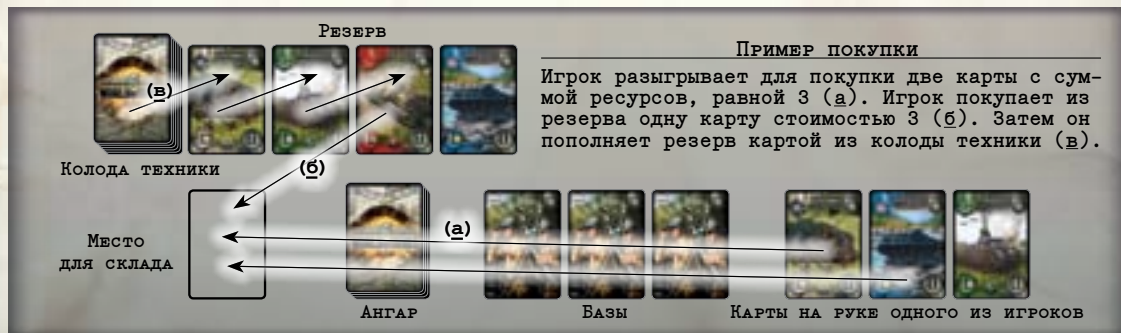 Резерв
Пример покупки
Игрок разыгрывает для покупки две карты с сум-
мой ресурсов, равной 3 (а). Игрок покупает из
резерва одну карту стоимостью 3 (б). Затем он
пополняет резерв картой из колоды техники (в).
(в)
Колода техники
(б)
(а)
Место
для склада
Ангар
Базы
Карты на руке одного из игроков